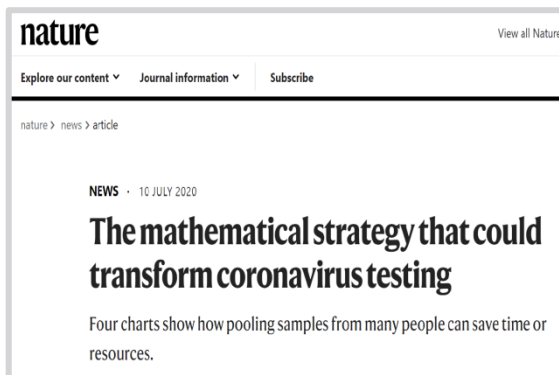 nature
View all Nature
Explore our content Journal information Subscribe
nature > news > article
NEWS · 10 JULY 2020
The mathematical strategy that could
transform coronavirus testing
Four charts show how pooling samples from many people can save time or
resources.